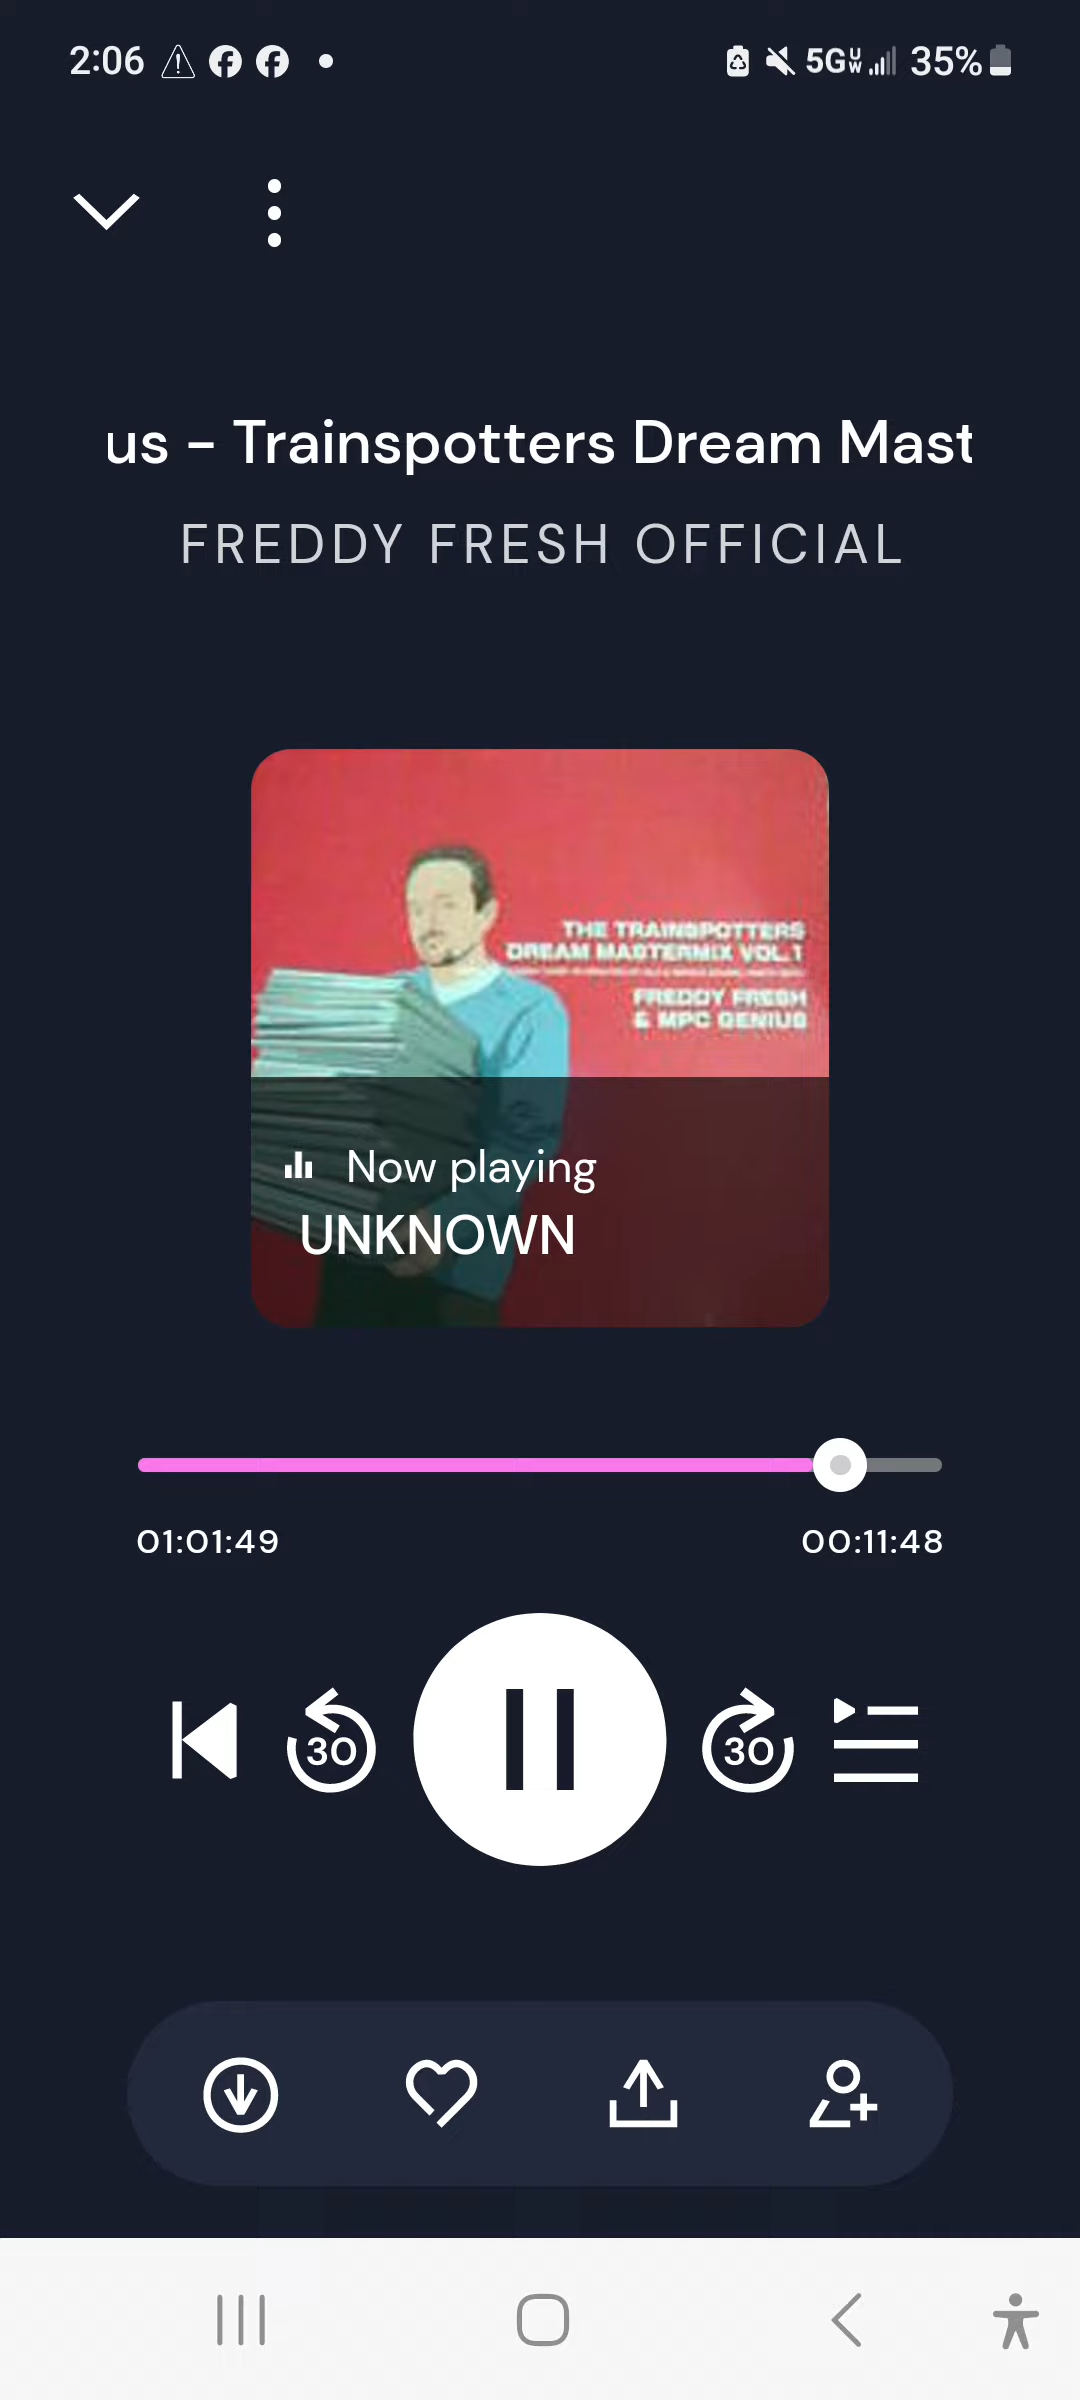 2:06 5G UW 35%
us - Trainspotters Dream Mast
FREDDY FRESH OFFICIAL
THE TRAINSPOTTERS
DREAM MASTERMIX VOL.1
FREDDY FRESH
& MPC GENIUS
Now playing
UNKNOWN
01:01:49 00:11:48
30 30